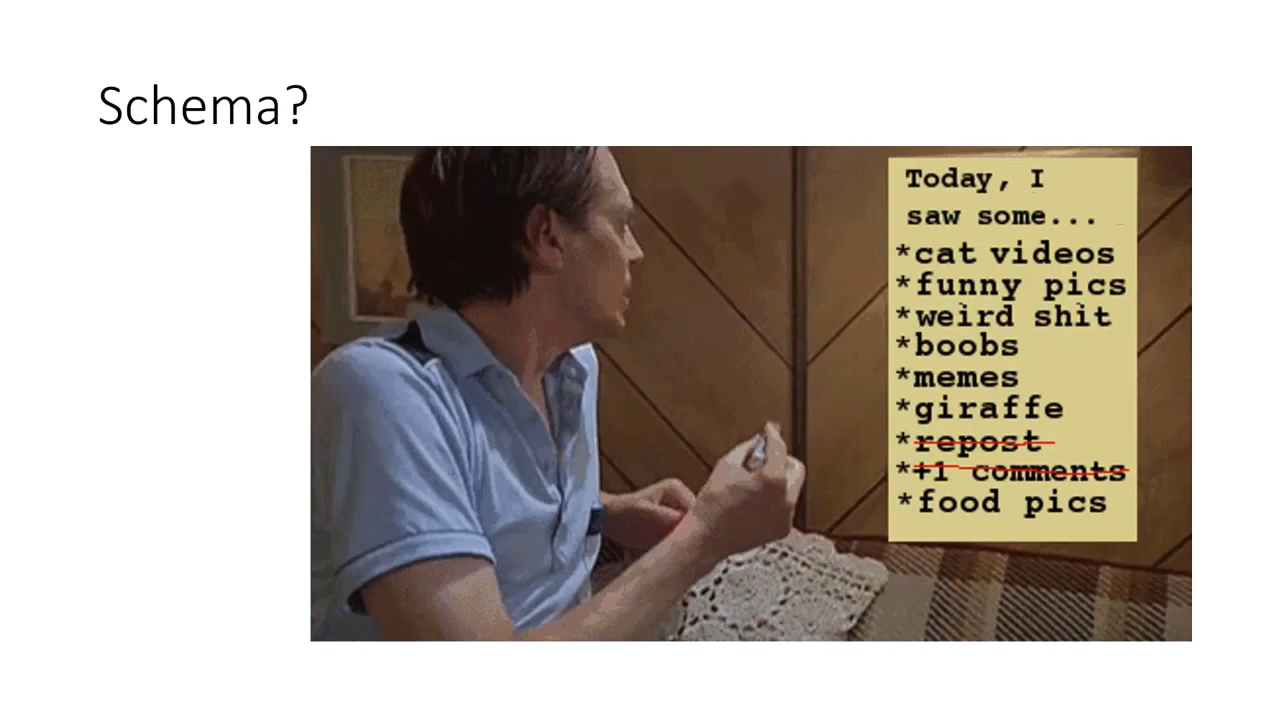 Schema?
Today, I
saw some...
*cat videos
*funny pics
*weird shit
*boobs
*memes
*giraffe
*repost
*+1 comments
*food pics